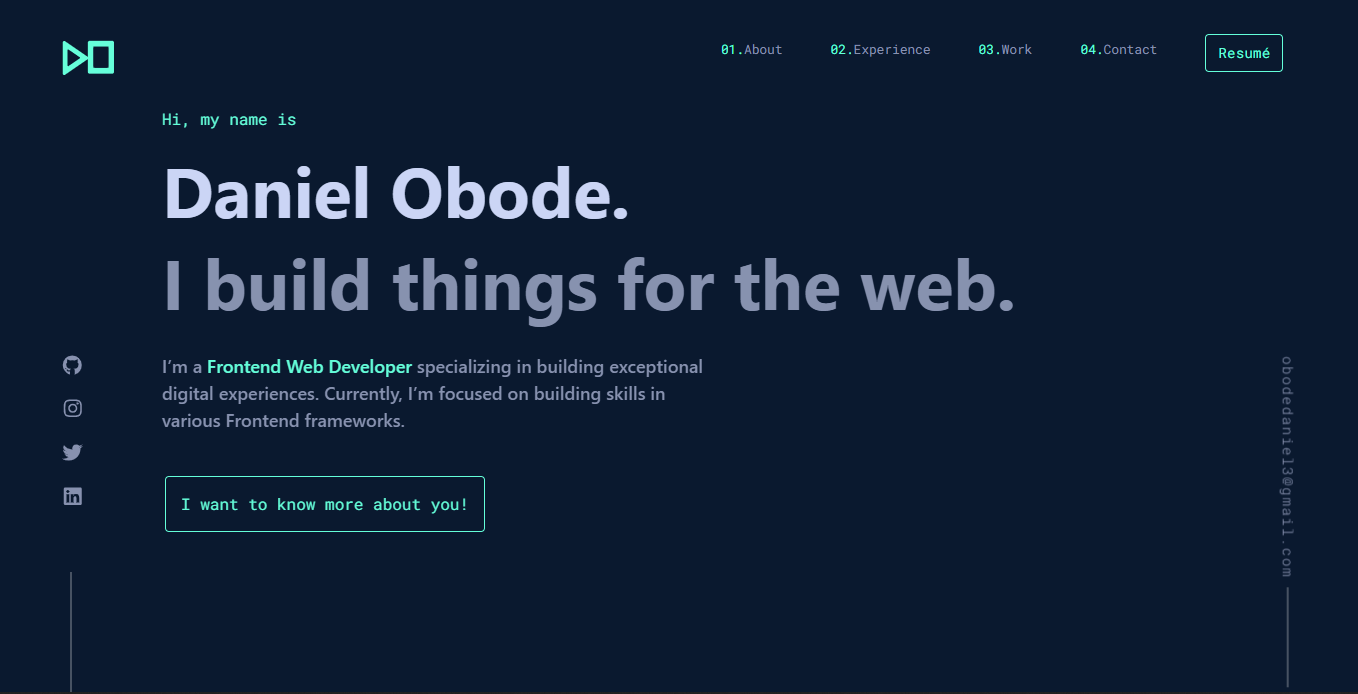 01.About 02.Experience 03.Work 04.Contact Resumé
Hi, my name is
Daniel Obode.
I build things for the web.
I’m a Frontend Web Developer specializing in building exceptional
digital experiences. Currently, I’m focused on building skills in
various Frontend frameworks.
I want to know more about you!
obodedaniel3@gmail.com